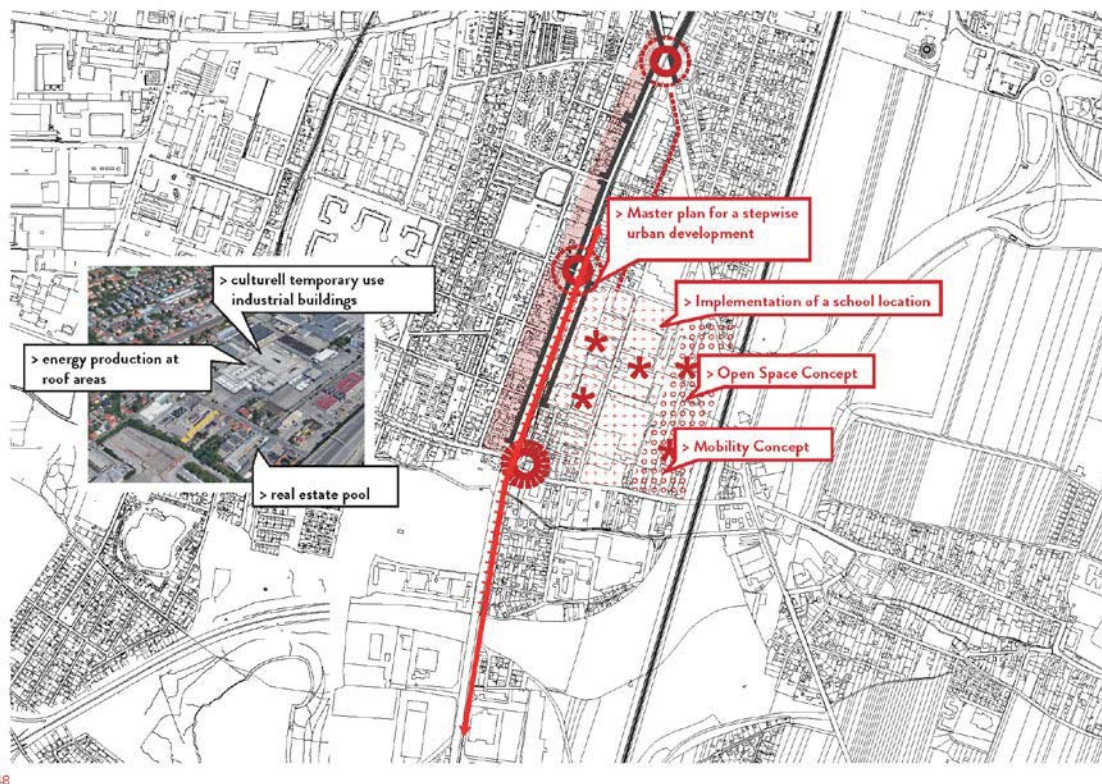 > Master plan for a stepwise
urban development
> culturell temporary use
industrial buildings
> Implementation of a school location
> energy production at
roof areas
> Open Space Concept
> Mobility Concept
> real estate pool
48